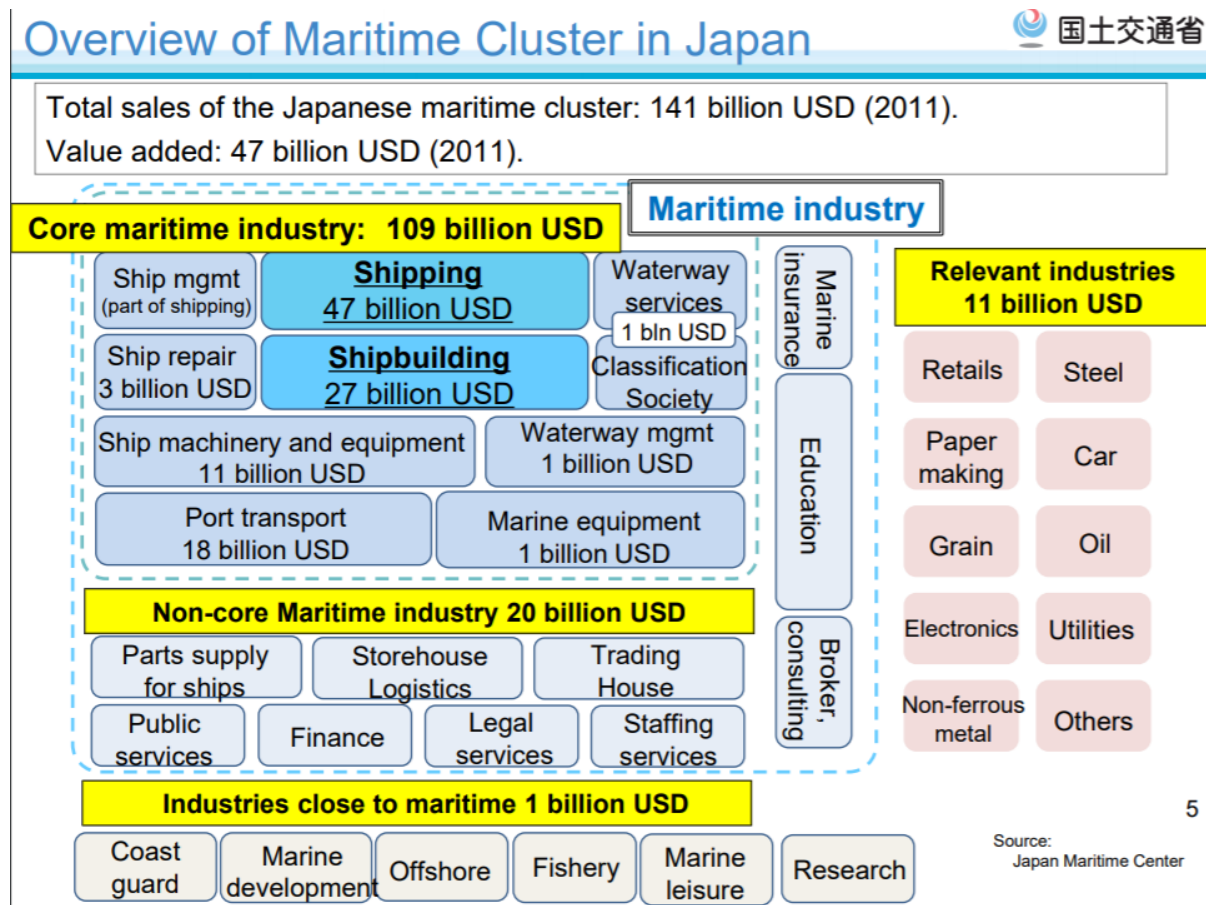 Overview of Maritime Cluster in Japan
国土交通省
Total sales of the Japanese maritime cluster: 141 billion USD (2011).
Value added: 47 billion USD (2011).
Maritime industry
Core maritime industry: 109 billion USD
Ship mgmt
(part of shipping)
Shipping
47 billion USD
Waterway
services
1 bln USD
Ship repair
3 billion USD
Shipbuilding
27 billion USD
Classification
Society
Ship machinery and equipment
11 billion USD
Waterway mgmt
1 billion USD
Port transport
18 billion USD
Marine equipment
1 billion USD
Marine
insurance
Education
Broker,
consulting
Non-core Maritime industry 20 billion USD
Parts supply
for ships
Storehouse
Logistics
Trading
House
Public
services
Finance
Legal
services
Staffing
services
Industries close to maritime 1 billion USD
Coast
guard
Marine
development
Offshore
Fishery
Marine
leisure
Research
Relevant industries
11 billion USD
Retails
Steel
Paper
making
Car
Grain
Oil
Electronics
Utilities
Non-ferrous
metal
Others
5
Source:
Japan Maritime Center